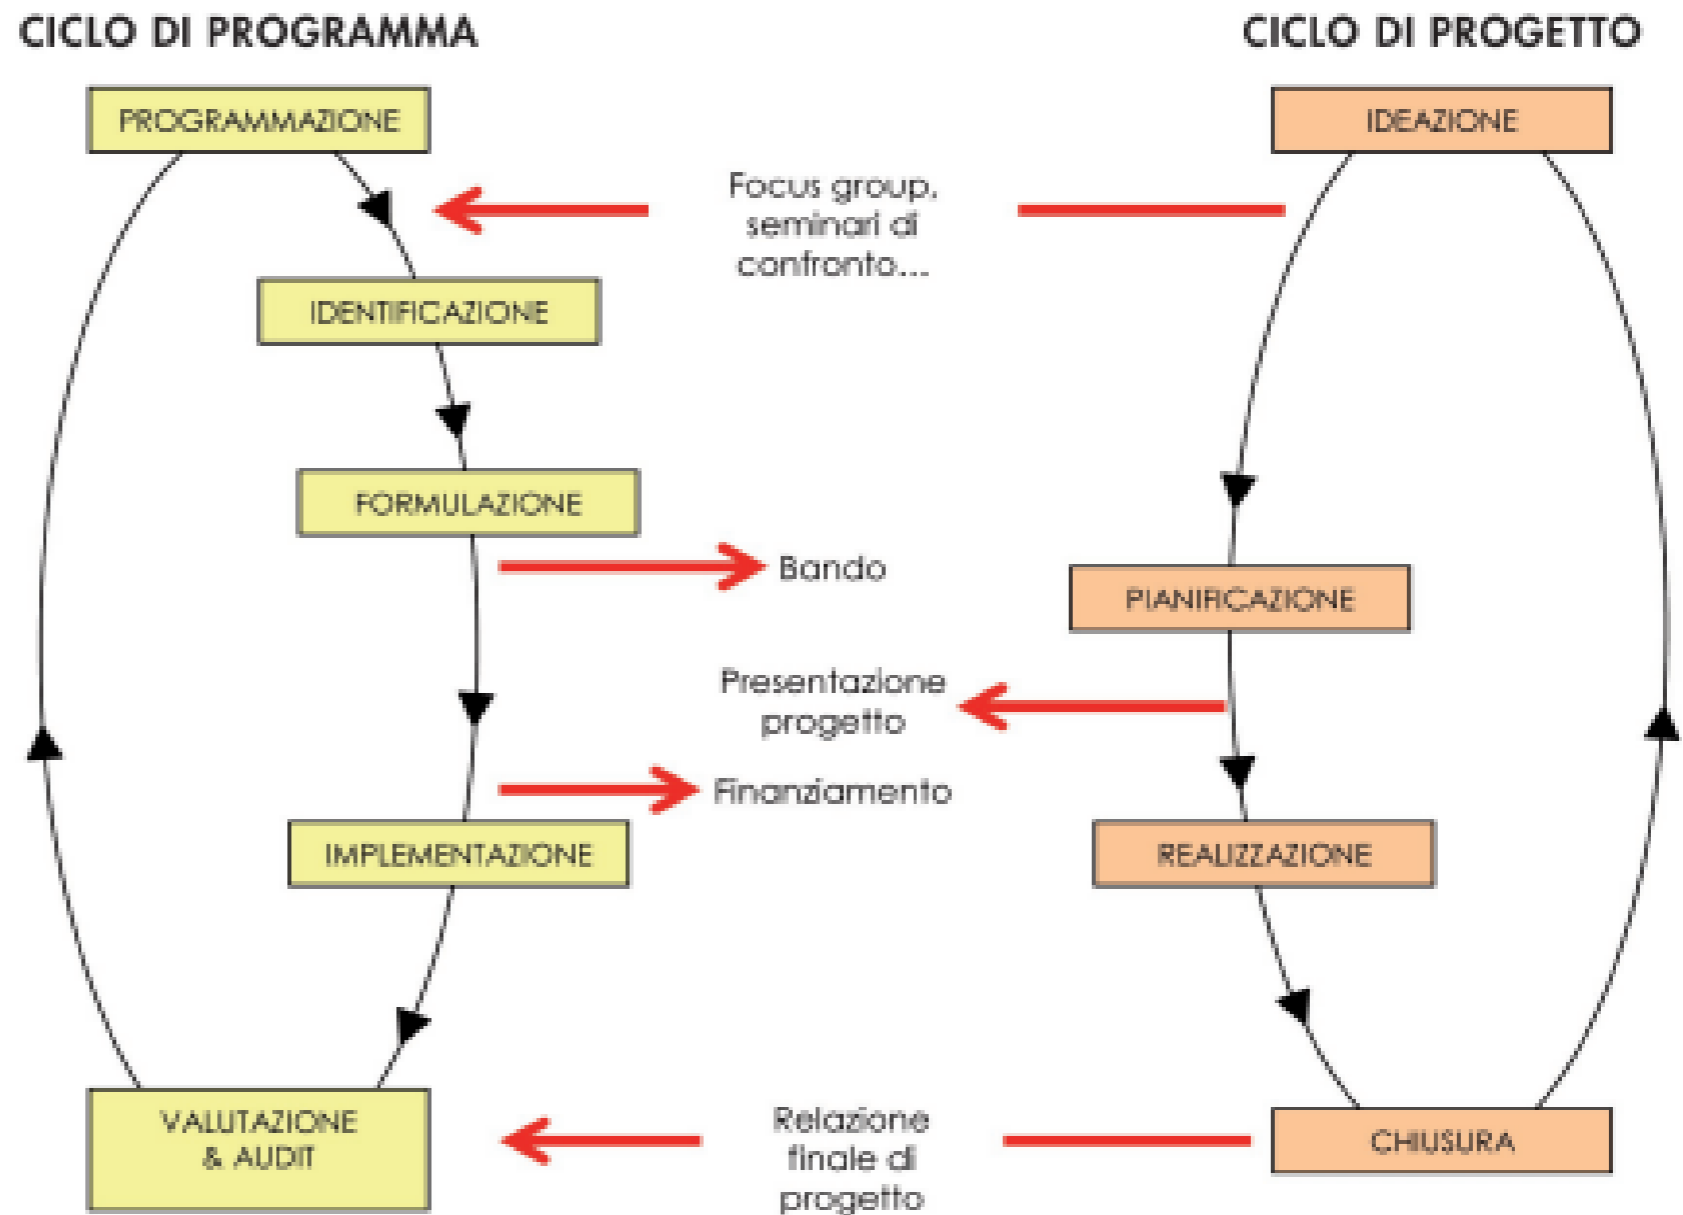 CICLO DI PROGRAMMA
CICLO DI PROGETTO
PROGRAMMAZIONE
IDEAZIONE
Focus group,
seminari di
confronto...
IDENTIFICAZIONE
FORMULAZIONE
Bando
PIANIFICAZIONE
Presentazione
progetto
Finanziamento
IMPLEMENTAZIONE
REALIZZAZIONE
VALUTAZIONE
& AUDIT
Relazione
finale di
progetto
CHIUSURA